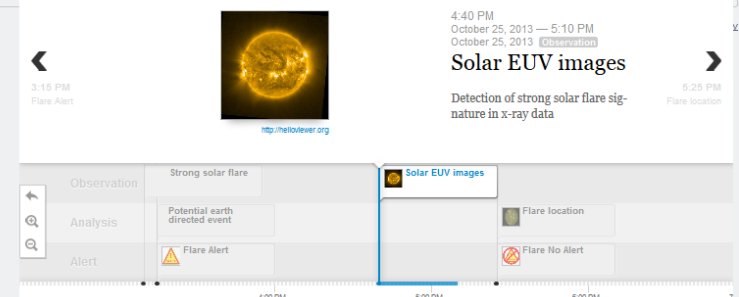 4:40 PM
October 25, 2013 — 5:10 PM
October 25, 2013 Observation
Solar EUV images
3:15 PM
Flare Alert
5:25 PM
Flare location
Detection of strong solar flare sig-
nature in x-ray data
http://helioviewer.org
Observation
Strong solar flare
Solar EUV images
Analysis
Potential earth
directed event
Flare location
Alert
Flare Alert
Flare No Alert
4:00 PM
5:00 PM
6:00 PM